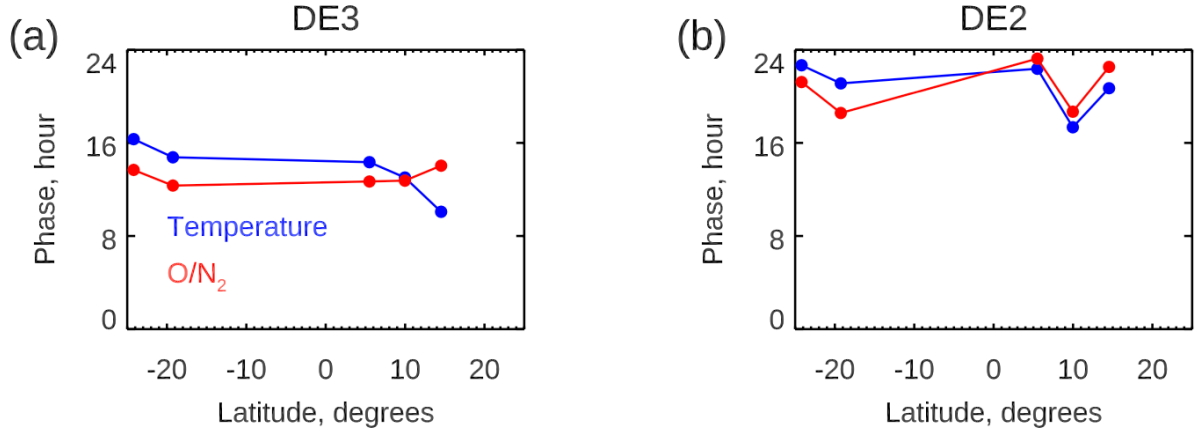 (a)
DE3
24
16
8
0
Phase, hour
Temperature
O/N₂
-20 -10 0 10 20
Latitude, degrees
(b)
DE2
24
16
8
0
Phase, hour
-20 -10 0 10 20
Latitude, degrees